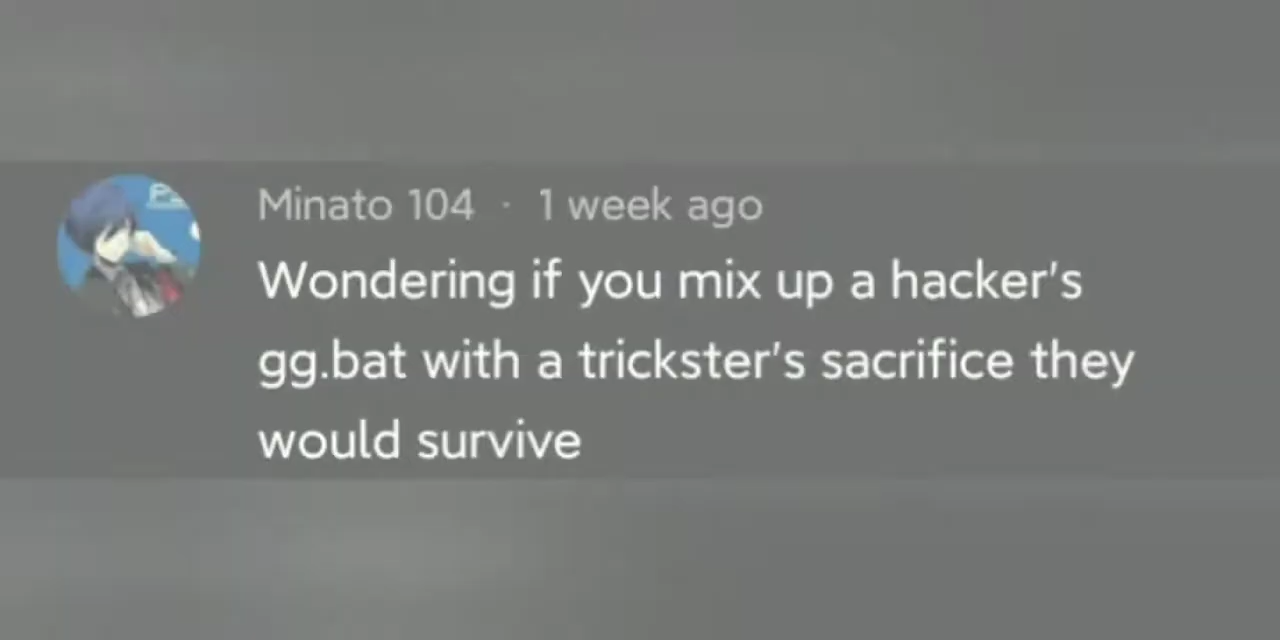 Minato 104 · 1 week ago
Wondering if you mix up a hacker's
gg.bat with a trickster's sacrifice they
would survive